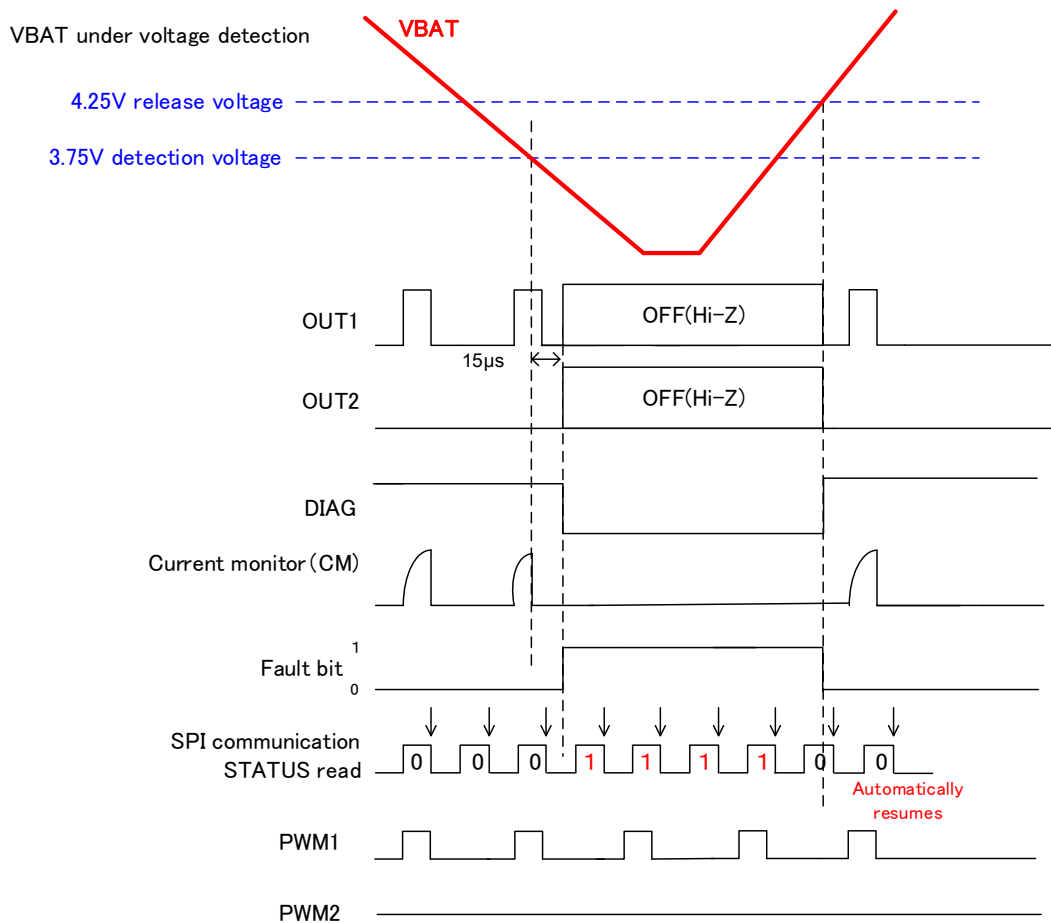 VBAT under voltage detection
VBAT
4.25V release voltage
3.75V detection voltage
OUT1
OFF(Hi-Z)
15μs
OUT2
OFF(Hi-Z)
DIAG
Current monitor(CM)
Fault bit
1
0
SPI communication
STATUS read
0 0 0 1 1 1 1 0 0
Automatically
resumes
PWM1
PWM2